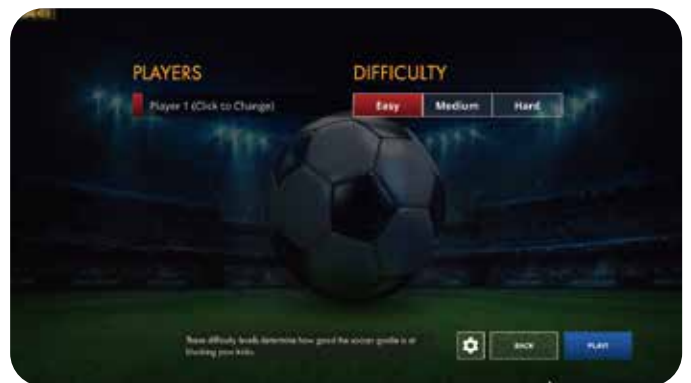 PLAYERS
DIFFICULTY
Player 1 (Click to Change)
Easy
Medium
Hard
These difficulty levels determine how good the soccer goalie is at
blocking your kicks.
BACK
PLAY!